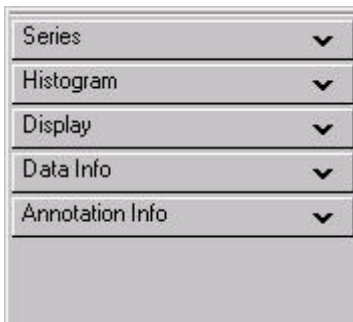 Series
Histogram
Display
Data Info
Annotation Info